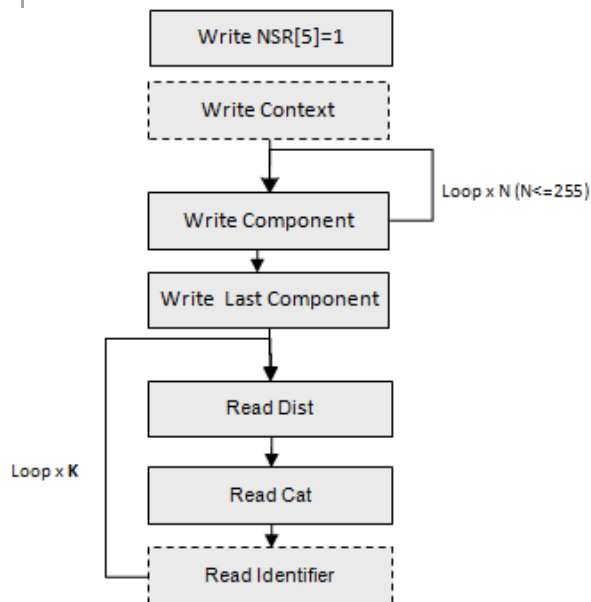 Write NSR[5]=1
Write Context
Loop x N (N<=255)
Write Component
Write Last Component
Read Dist
Loop x K
Read Cat
Read Identifier